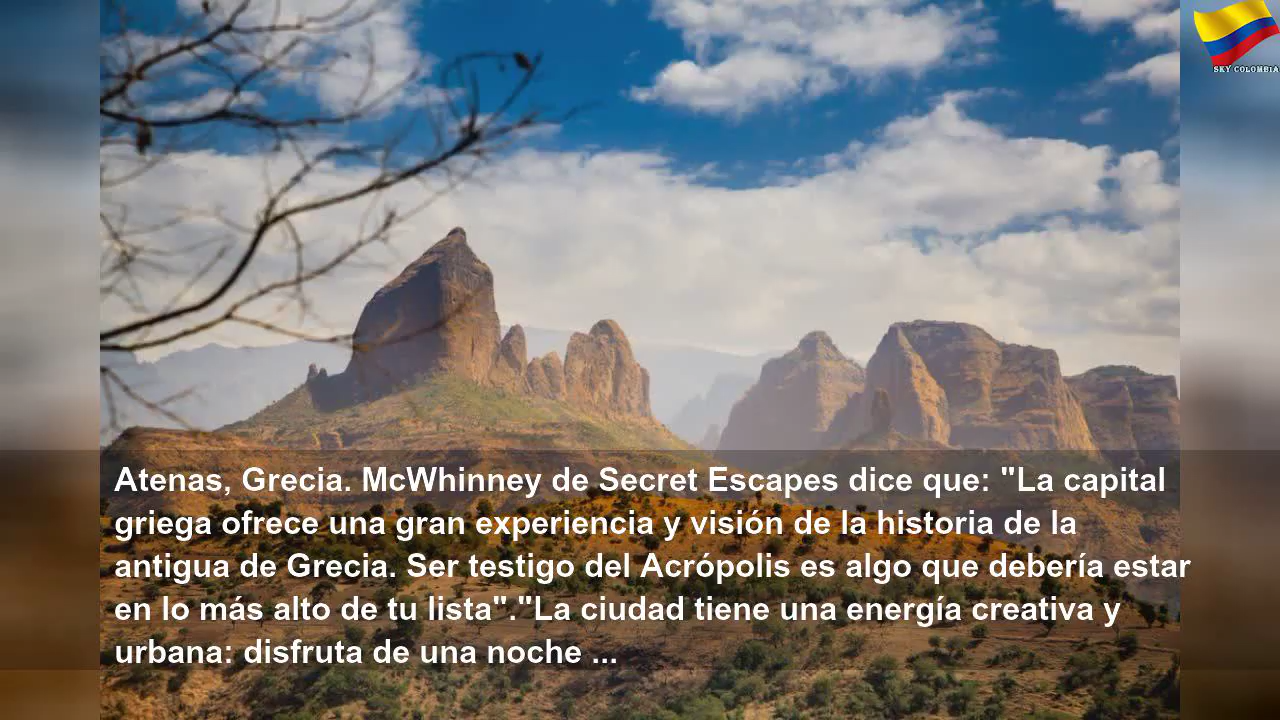 SKY COLOMBIA
Atenas, Grecia. McWhinney de Secret Escapes dice que: "La capital
griega ofrece una gran experiencia y visión de la historia de la
antigua de Grecia. Ser testigo del Acrópolis es algo que debería estar
en lo más alto de tu lista"."La ciudad tiene una energía creativa y
urbana: disfruta de una noche ...